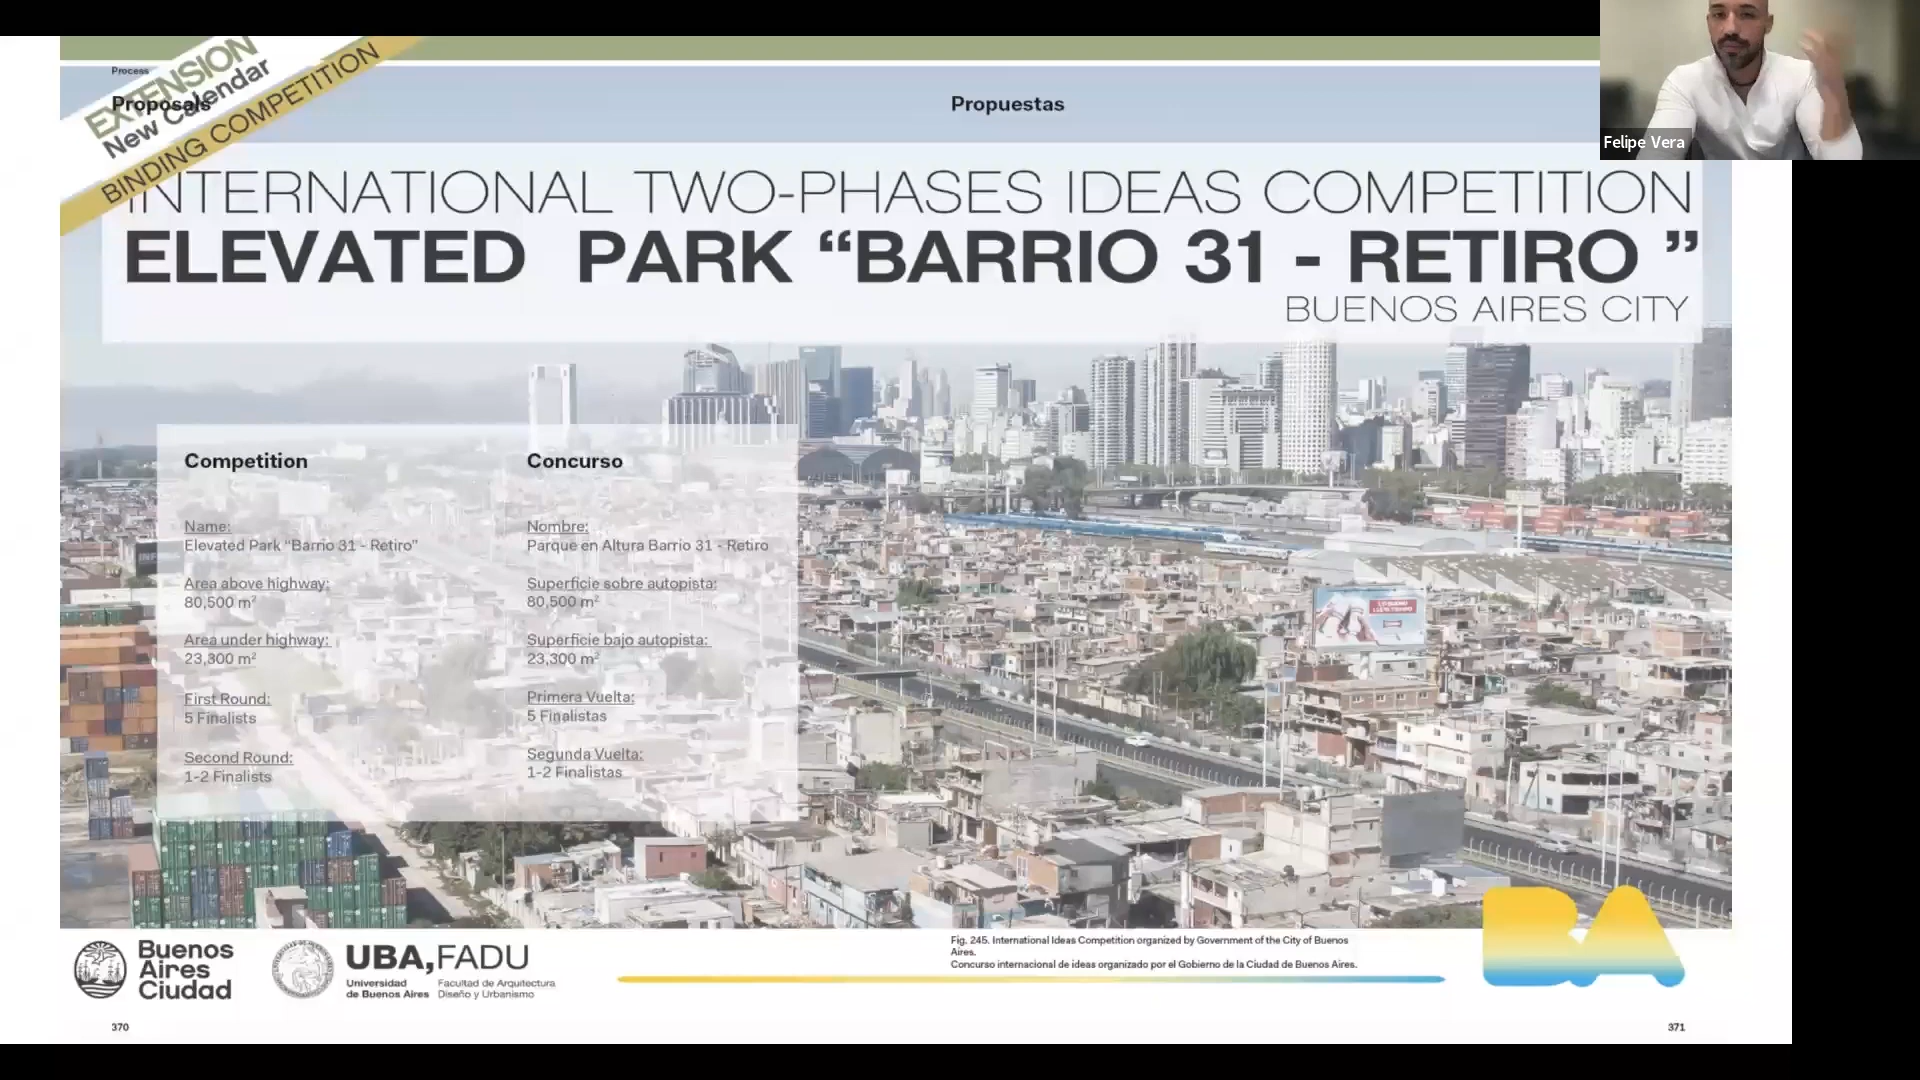 Process
Proposals
Propuestas
EXTENSION
New Calendar
BINDING COMPETITION
INTERNATIONAL TWO-PHASES IDEAS COMPETITION
ELEVATED PARK “BARRIO 31 - RETIRO ”
BUENOS AIRES CITY
Felipe Vera
Competition
Name:
Elevated Park “Barrio 31 - Retiro”
Area above highway:
80,500 m²
Area under highway:
23,300 m²
First Round:
5 Finalists
Second Round:
1-2 Finalists
Concurso
Nombre:
Parque en Altura Barrio 31 - Retiro
Superficie sobre autopista:
80,500 m²
Superficie bajo autopista:
23,300 m²
Primera Vuelta:
5 Finalistas
Segunda Vuelta:
1-2 Finalistas
Buenos
Aires
Ciudad
UBA,FADU
Universidad
de Buenos Aires
Facultad de Arquitectura
Diseño y Urbanismo
Fig. 245. International Ideas Competition organized by Government of the City of Buenos
Aires.
Concurso internacional de ideas organizado por el Gobierno de la Ciudad de Buenos Aires.
BA
370
371